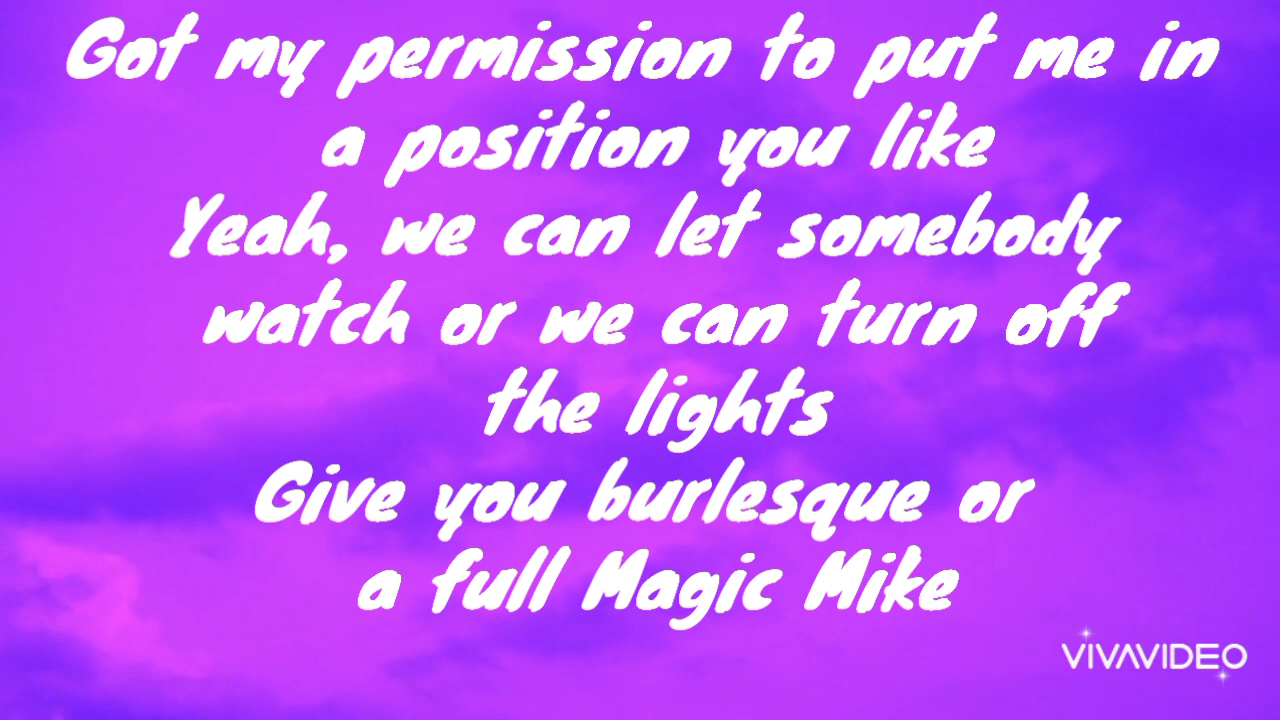 Got my permission to put me in
a position you like
Yeah, we can let somebody
watch or we can turn off
the lights
Give you burlesque or
a full Magic Mike
VIVAVIDEO